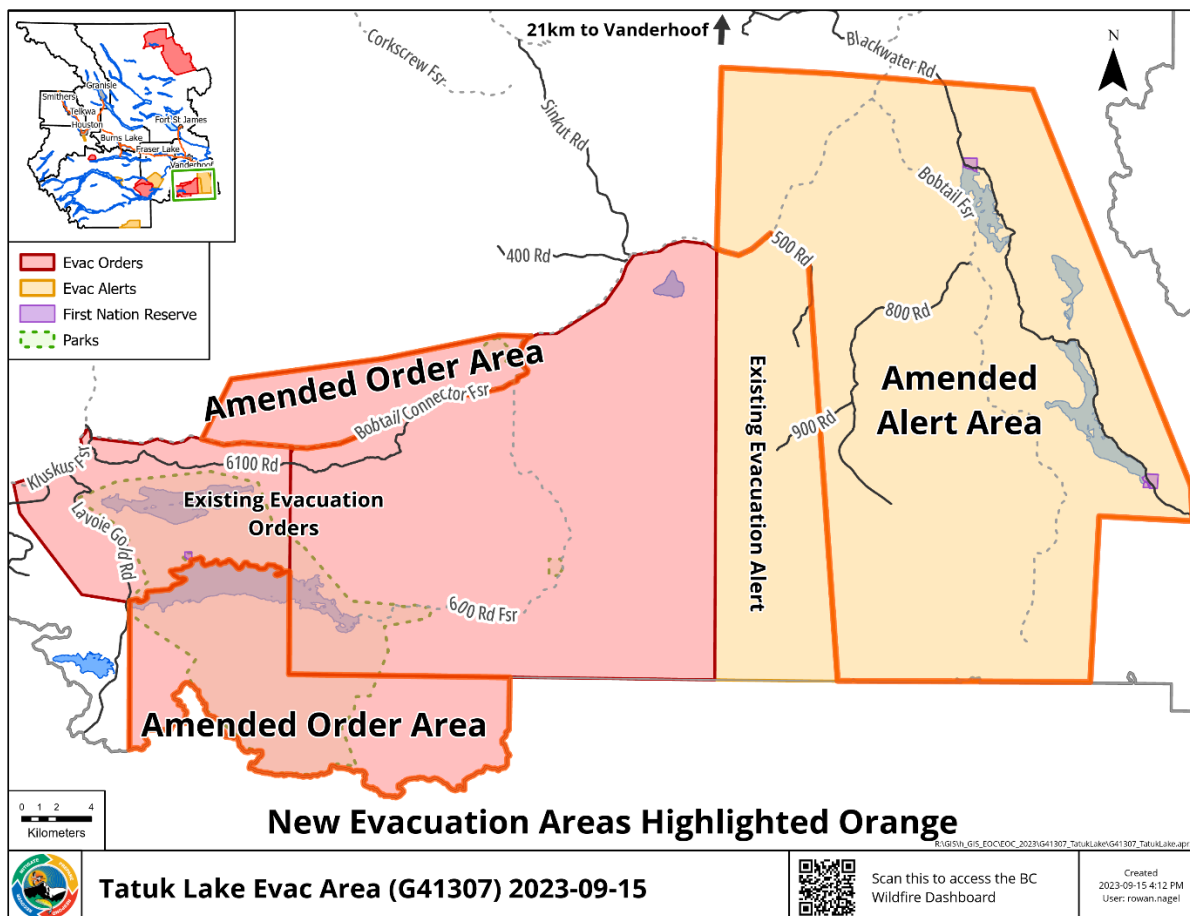 21km to Vanderhoof
Corkscrew Fsr
Sinkut Rd
Blackwater Rd
N
Granisle
Smithers
Telkwa
Houston
Fort St James
Burns Lake
Fraser Lake
Vanderhoof
Evac Orders
Evac Alerts
First Nation Reserve
Parks
400 Rd
500 Rd
Bobtail Fsr
800 Rd
900 Rd
Amended Order Area
Bobtail Connector Fsr
Kluskus Fsr
6100 Rd
Existing Evacuation
Orders
Lavoie Gold Rd
600 Rd Fsr
Existing Evacuation Alert
Amended
Alert Area
Amended Order Area
0 1 2 4
Kilometers
New Evacuation Areas Highlighted Orange
R:\GIS\h_GIS_EOC\EOC_2023\G41307_TatukLake\G41307_TatukLake.apr
Tatuk Lake Evac Area (G41307) 2023-09-15
Scan this to access the BC
Wildfire Dashboard
Created
2023-09-15 4:12 PM
User: rowan.nagel